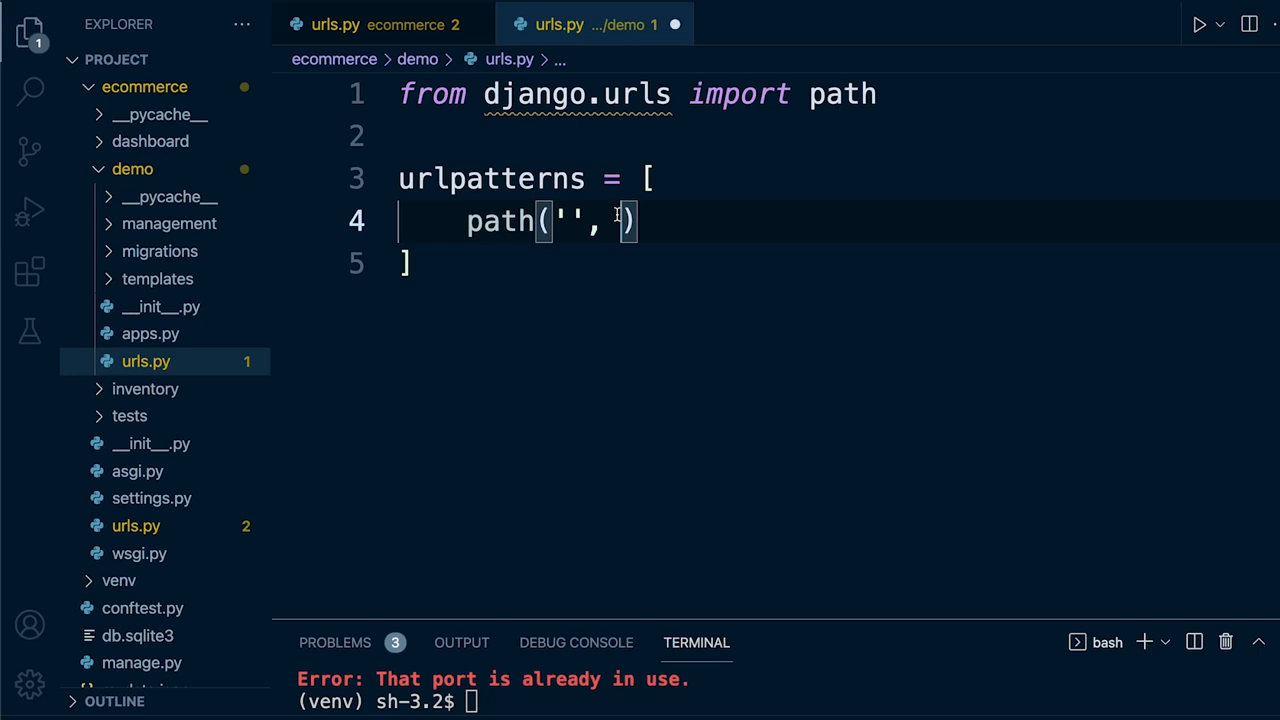 EXPLORER
PROJECT
ecommerce
__pycache__
dashboard
demo
__pycache__
management
migrations
templates
__init__.py
apps.py
urls.py 1
inventory
tests
__init__.py
asgi.py
settings.py
urls.py 2
wsgi.py
venv
conftest.py
db.sqlite3
manage.py
OUTLINE
1
urls.py ecommerce 2
urls.py .../demo 1
ecommerce > demo > urls.py > ...
1 from django.urls import path
2
3 urlpatterns = [
4 path('', )
5 ]
PROBLEMS 3 OUTPUT DEBUG CONSOLE TERMINAL
bash
Error: That port is already in use.
(venv) sh-3.2$